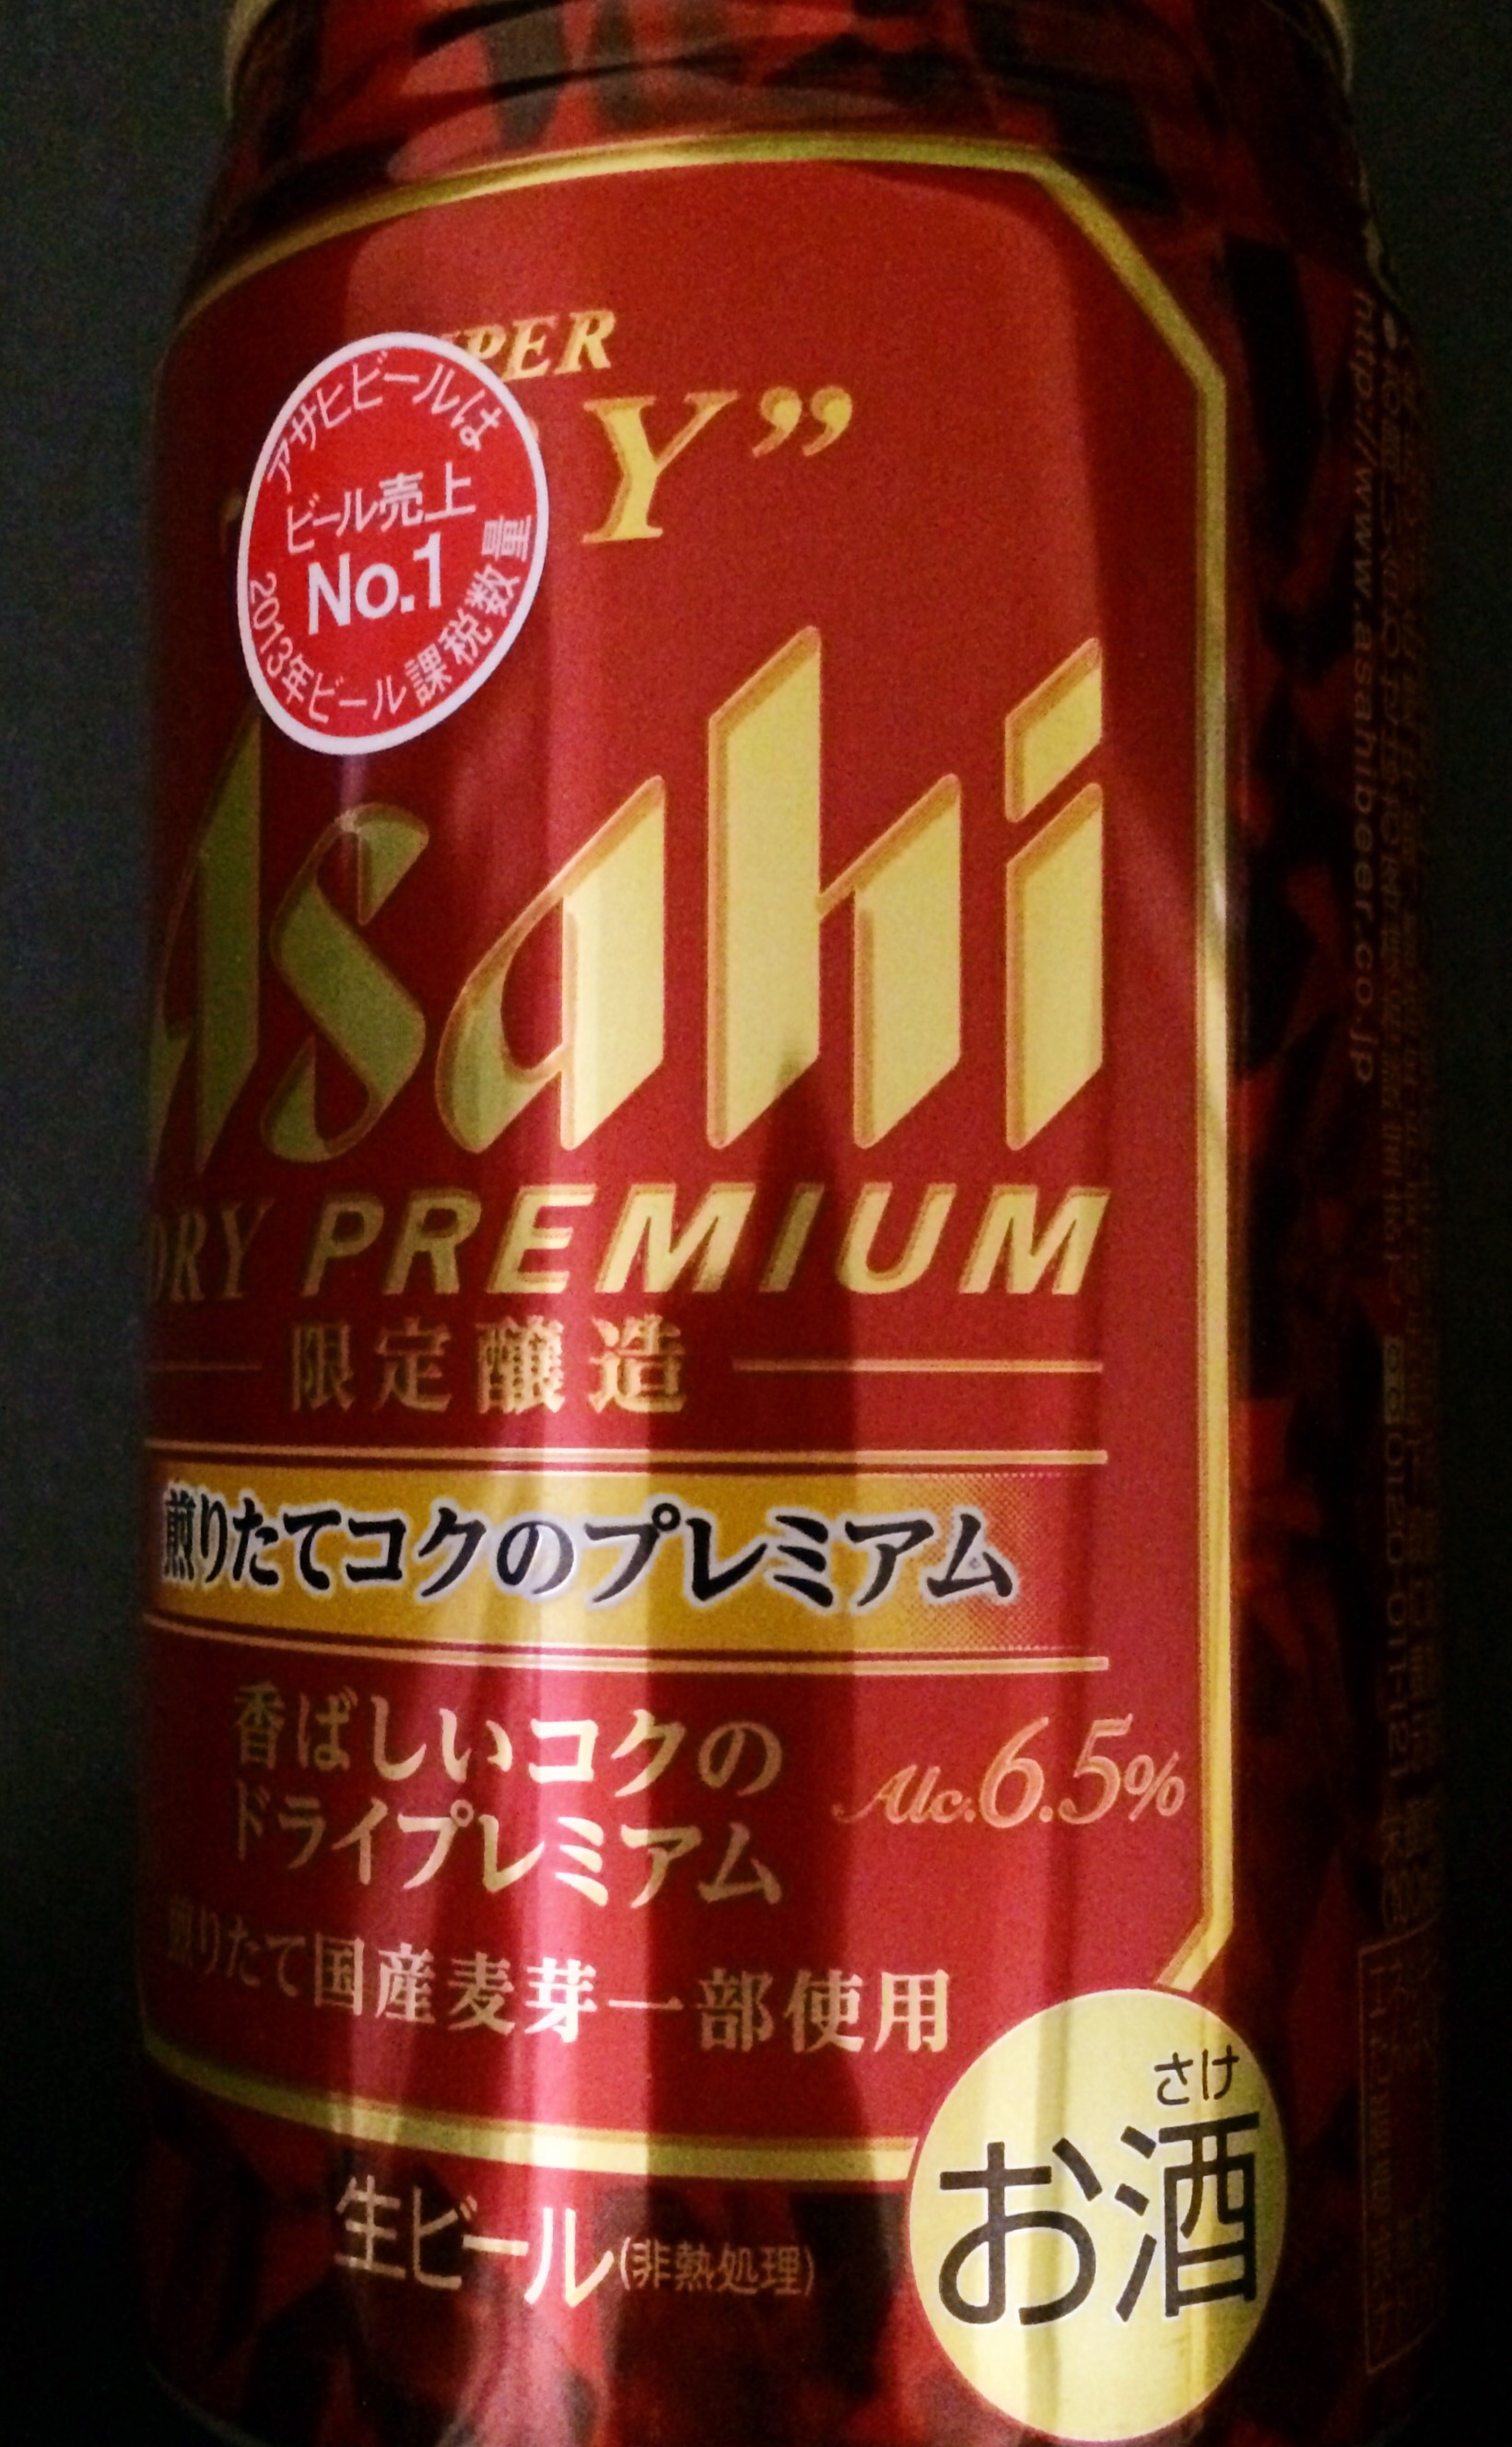 アサヒビールは
ビール売上
No.1
2013年ビール課税数量
Y”
Asahi
DRY PREMIUM
限定醸造
煎りたてコクのプレミアム
香ばしいコクの
ドライプレミアム
Alc.6.5%
煎りたて国産麦芽一部使用
生ビール(非熱処理)
さけ
お酒
http://www.asahibeer.co.jp